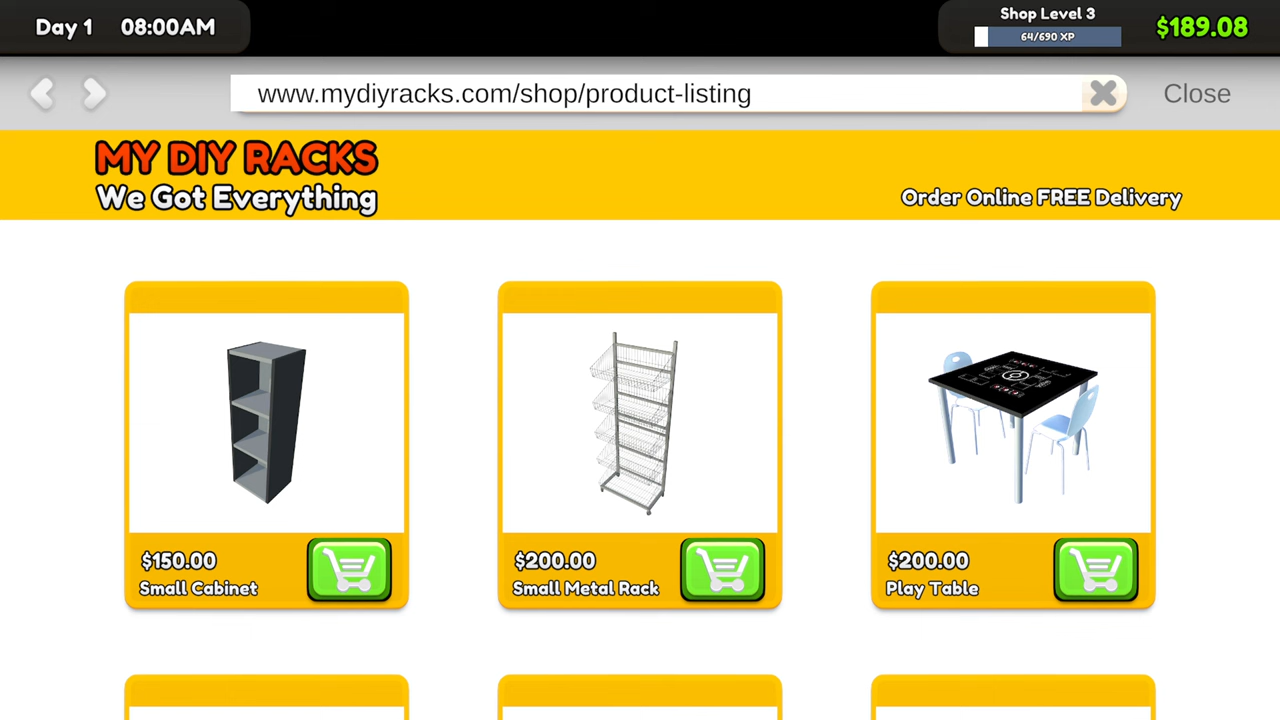 Day 1 08:00AM
Shop Level 3
64/690 XP
$189.08
www.mydiyracks.com/shop/product-listing
Close
MY DIY RACKS
We Got Everything
Order Online FREE Delivery
$150.00
Small Cabinet
$200.00
Small Metal Rack
$200.00
Play Table